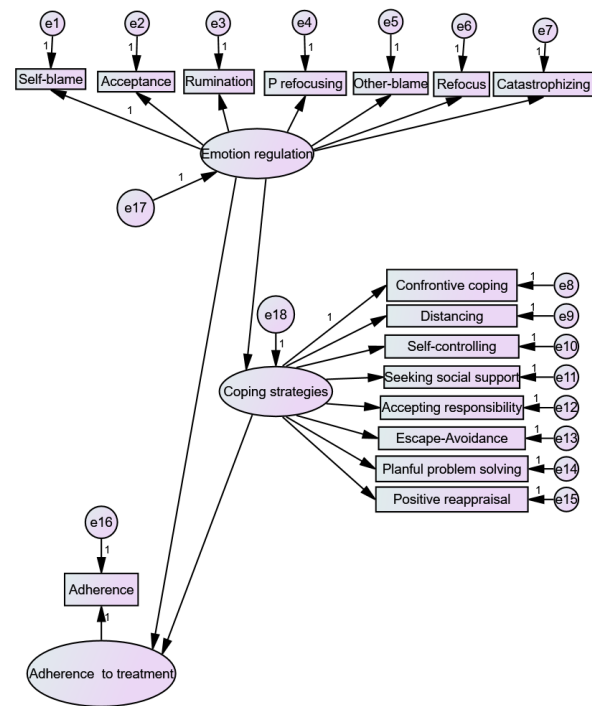 e1
e2
e3
e4
e5
e6
e7
1
1
1
1
1
1
1
Self-blame
Acceptance
Rumination
P refocusing
Other-blame
Refocus
Catastrophizing
1
Emotion regulation
1
e17
e18
1
1
Confrontive coping
1
e8
Distancing
1
e9
Self-controlling
1
e10
Coping strategies
Seeking social support
1
e11
Accepting responsibility
1
e12
Escape-Avoidance
1
e13
Planful problem solving
1
e14
Positive reappraisal
1
e15
e16
1
Adherence
1
Adherence to treatment